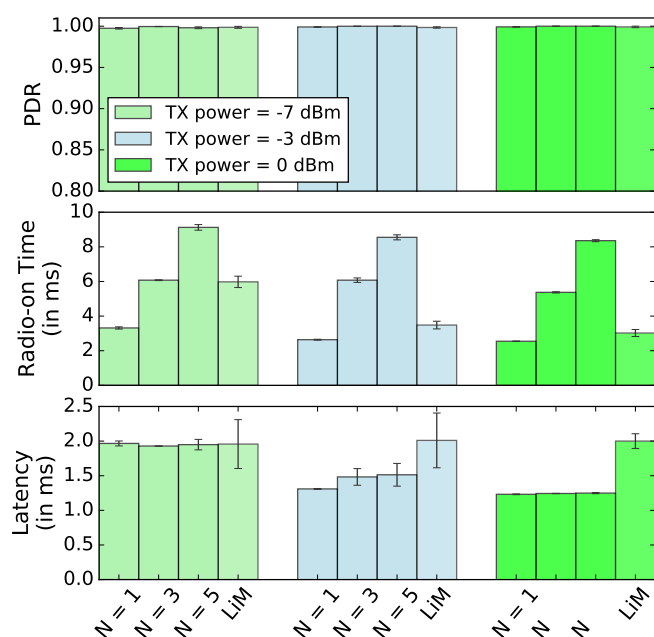 PDR
1.00
0.95
0.90
0.85
0.80
TX power = -7 dBm
TX power = -3 dBm
TX power = 0 dBm
Radio-on Time
(in ms)
10
8
6
4
2
0
Latency
(in ms)
2.5
2.0
1.5
1.0
0.5
0.0
N = 1
N = 3
N = 5
LiM
N = 1
N = 3
N = 5
LiM
N = 1
N
N
LiM